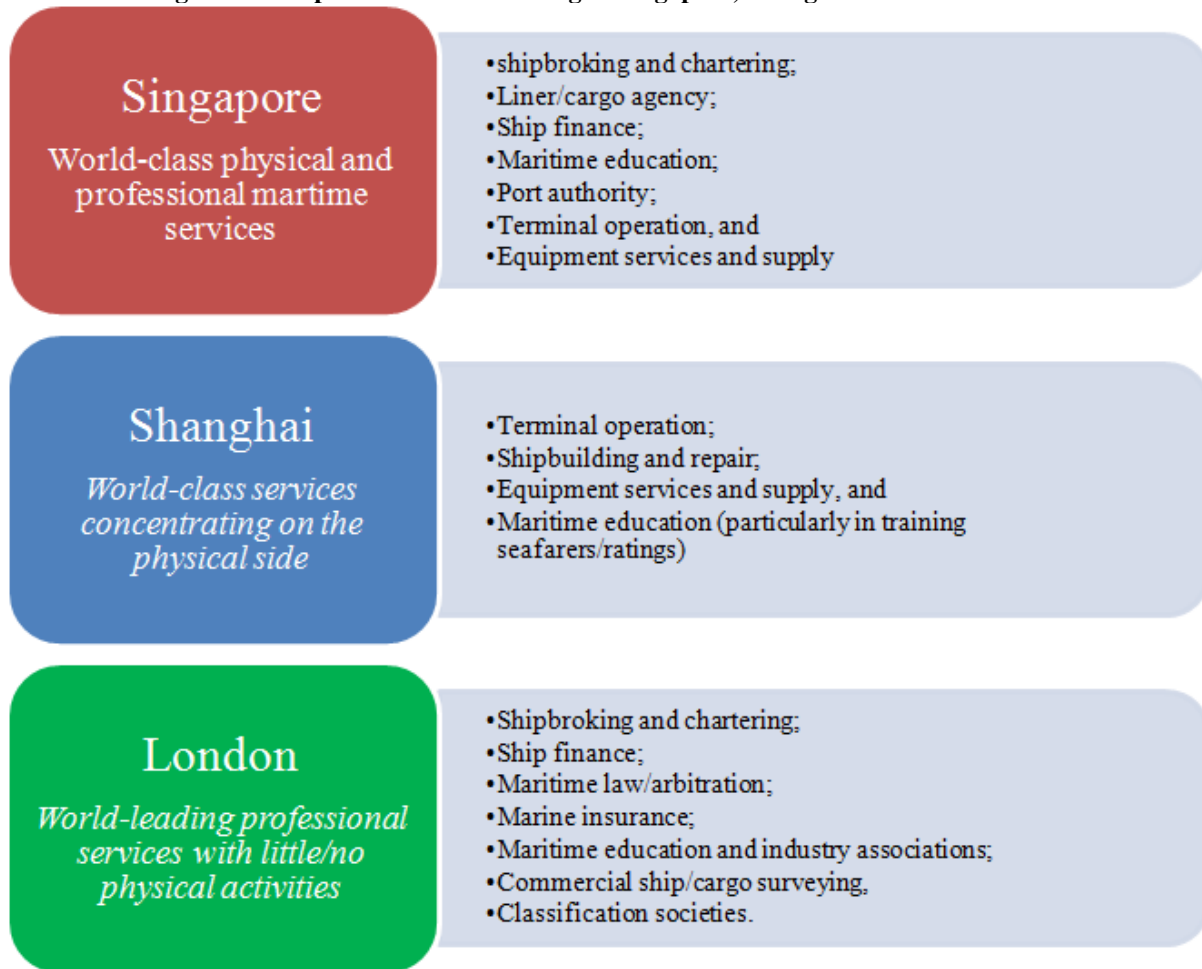 Singapore
World-class physical and
professional martime
services
•shipbroking and chartering;
•Liner/cargo agency;
•Ship finance;
•Maritime education;
•Port authority;
•Terminal operation, and
•Equipment services and supply
Shanghai
World-class services
concentrating on the
physical side
•Terminal operation;
•Shipbuilding and repair;
•Equipment services and supply, and
•Maritime education (particularly in training
seafarers/ratings)
London
World-leading professional
services with little/no
physical activities
•Shipbroking and chartering;
•Ship finance;
•Maritime law/arbitration;
•Marine insurance;
•Maritime education and industry associations;
•Commercial ship/cargo surveying,
•Classification societies.